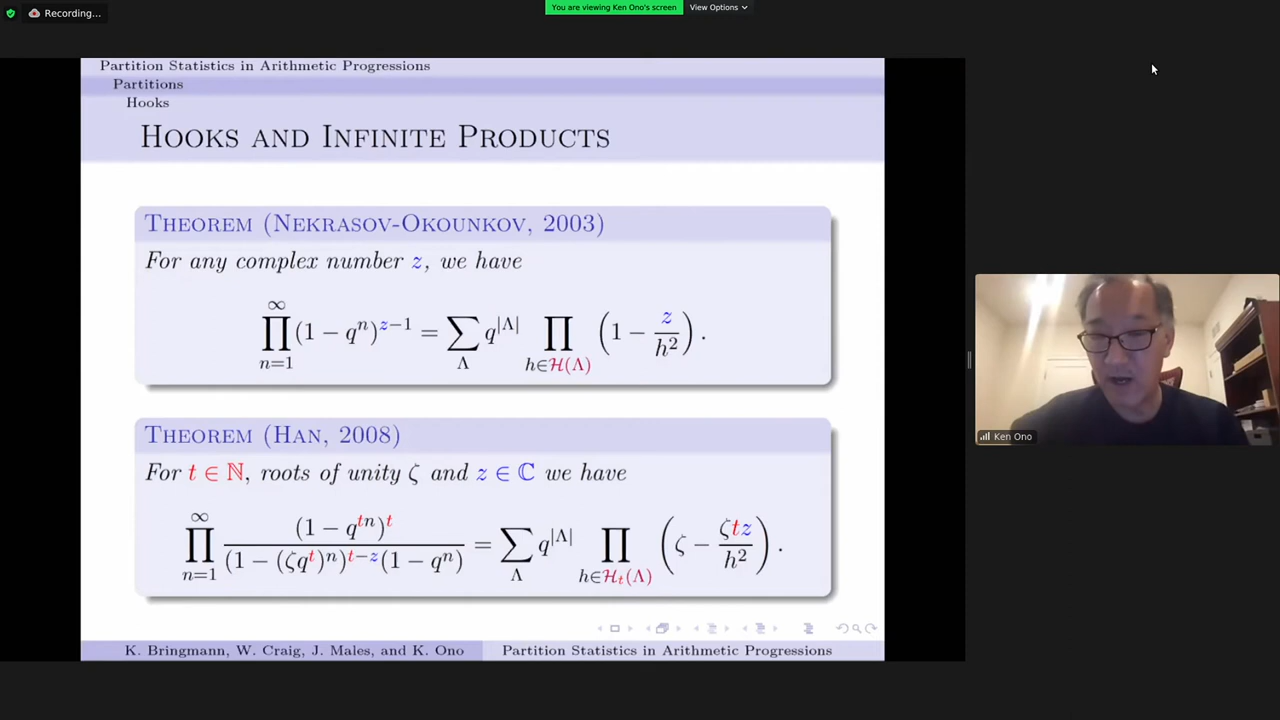 Recording...
You are viewing Ken Ono's screen
View Options
Partition Statistics in Arithmetic Progressions
Partitions
Hooks
Hooks and Infinite Products
Theorem (Nekrasov-Okounkov, 2003)
For any complex number z, we have
∏_{n=1}^{∞} (1 − q^n)^{z−1} = ∑_Λ q^{|Λ|} ∏_{h∈ℋ(Λ)} (1 − z/h^2).
Theorem (Han, 2008)
For t ∈ ℕ, roots of unity ζ and z ∈ ℂ we have
∏_{n=1}^{∞} (1 − q^{tn})^t / ((1 − (ζq^t)^n)^{t−z}(1 − q^n)) = ∑_Λ q^{|Λ|} ∏_{h∈ℋ_t(Λ)} (ζ − ζtz/h^2).
Ken Ono
K. Bringmann, W. Craig, J. Males, and K. Ono
Partition Statistics in Arithmetic Progressions